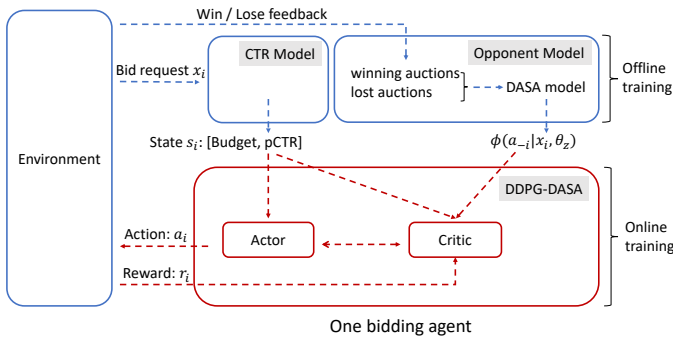 Win / Lose feedback
CTR Model
Opponent Model
Bid request x_i
winning auctions
lost auctions
DASA model
Offline
training
State s_i: [Budget, pCTR]
ϕ(a_{-i}|x_i, θ_z)
Environment
DDPG-DASA
Action: a_i
Actor
Critic
Online
training
Reward: r_i
One bidding agent